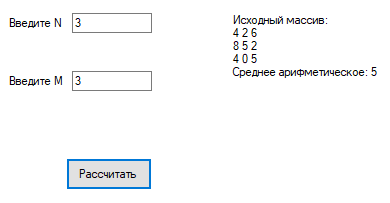 Введите N 3
Введите M 3
Рассчитать
Исходный массив:
4 2 6
8 5 2
4 0 5
Среднее арифметическое: 5